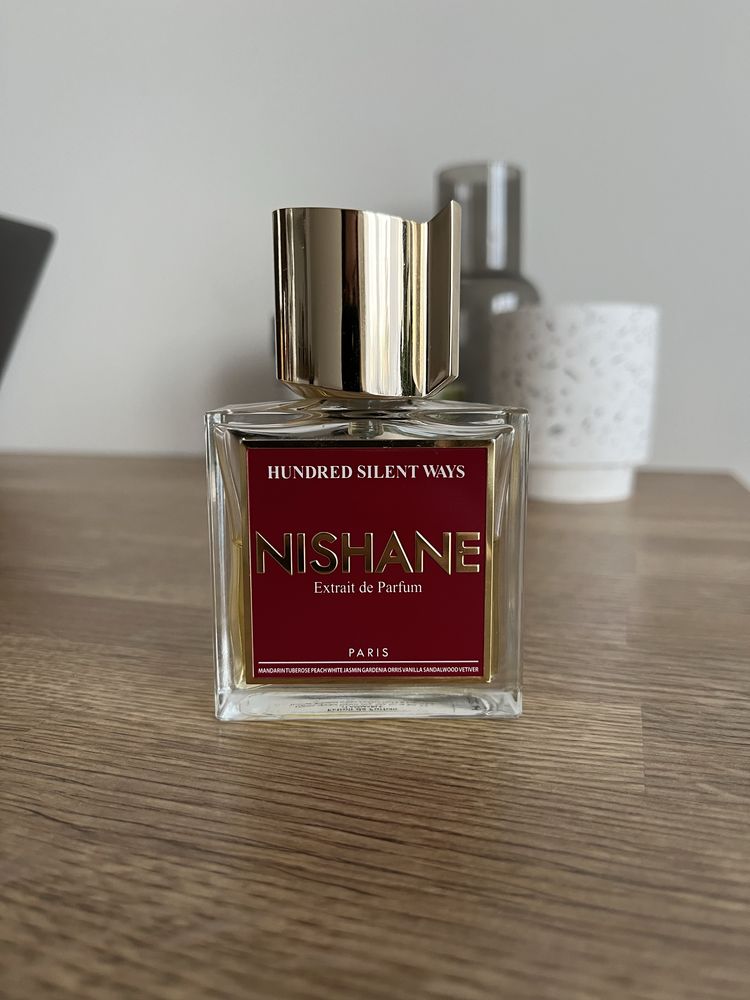 HUNDRED SILENT WAYS
NISHANE
Extrait de Parfum
PARIS
MANDARIN TUBEROSE PEACH WHITE JASMIN GARDENIA ORRIS VANILLA SANDALWOOD VETIVER